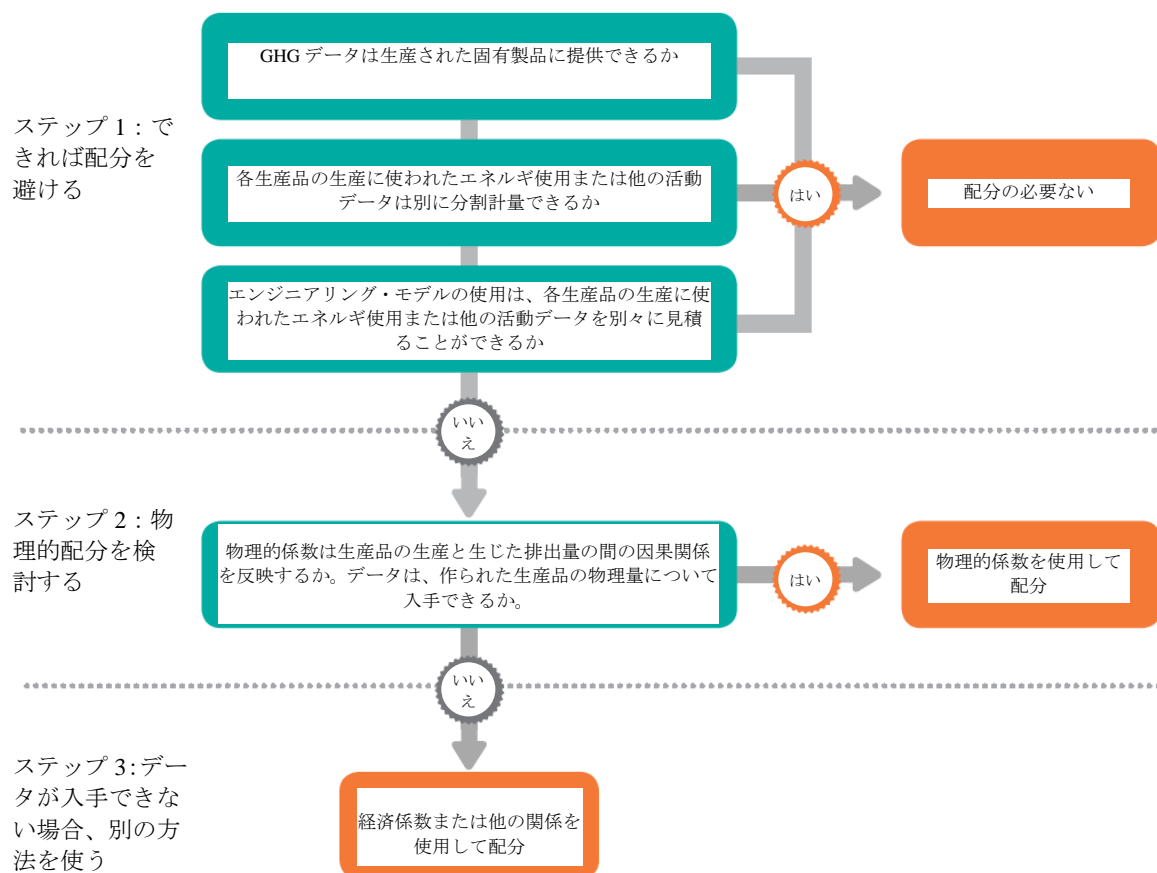 GHG データは生産された固有製品に提供できるか
ステップ 1：で
きれば配分を
避ける
各生産品の生産に使われたエネルギ使用または他の活動
データは別に分割計量できるか
はい
配分の必要ない
エンジニアリング・モデルの使用は、各生産品の生産に使
われたエネルギ使用または他の活動データを別々に見積
ることができるか
いい
え
ステップ 2：物
理的配分を検
討する
物理的係数は生産品の生産と生じた排出量の間の因果関係
を反映するか。データは、作られた生産品の物理量について
入手できるか。
はい
物理的係数を使用して
配分
いい
え
ステップ 3:デー
タが入手できな
い場合、別の方
法を使う
経済係数または他の関係を
使用して配分